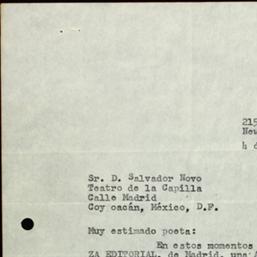 215
New
4 d
Sr. D. Salvador Novo
Teatro de la Capilla
Calle Madrid
Coyoacán, México, D.F.
Muy estimado poeta:
En estos momentos
ZA EDITORIAL, de Madrid, una A